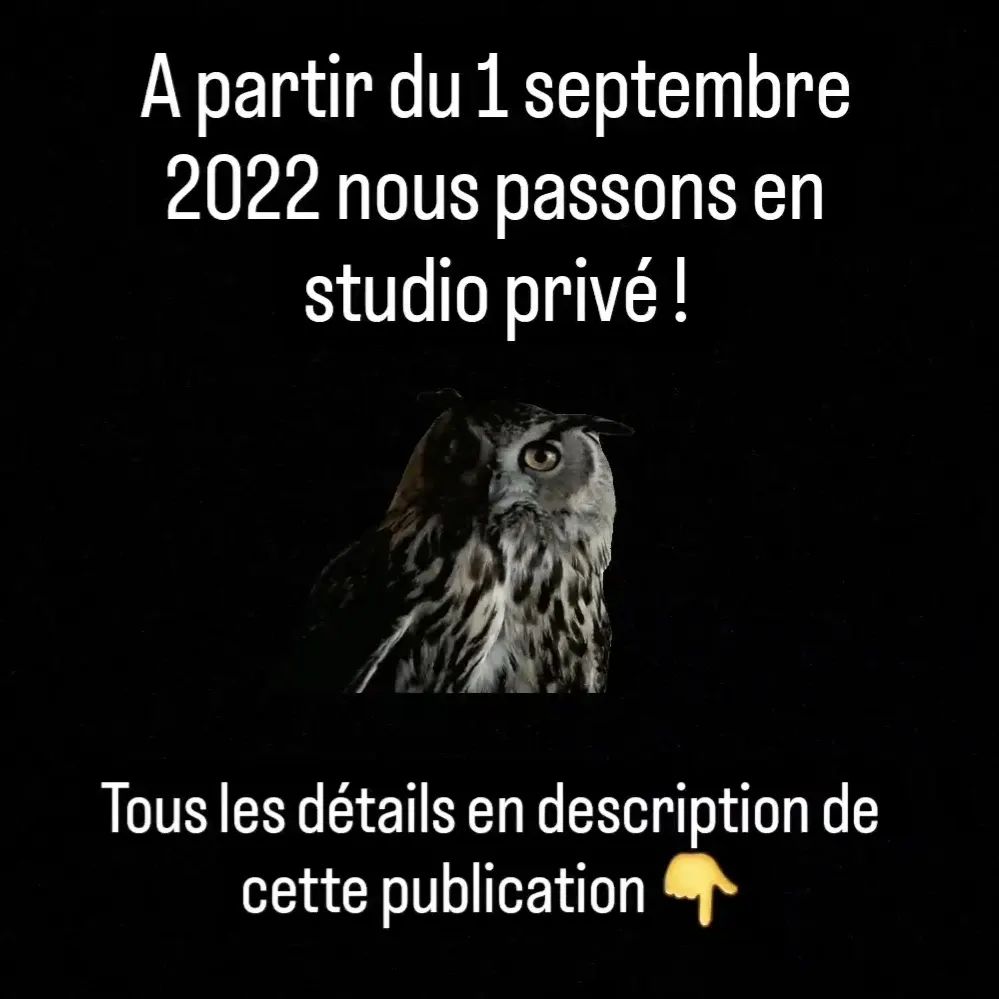 A partir du 1 septembre
2022 nous passons en
studio privé !
Tous les détails en description de
cette publication 👇